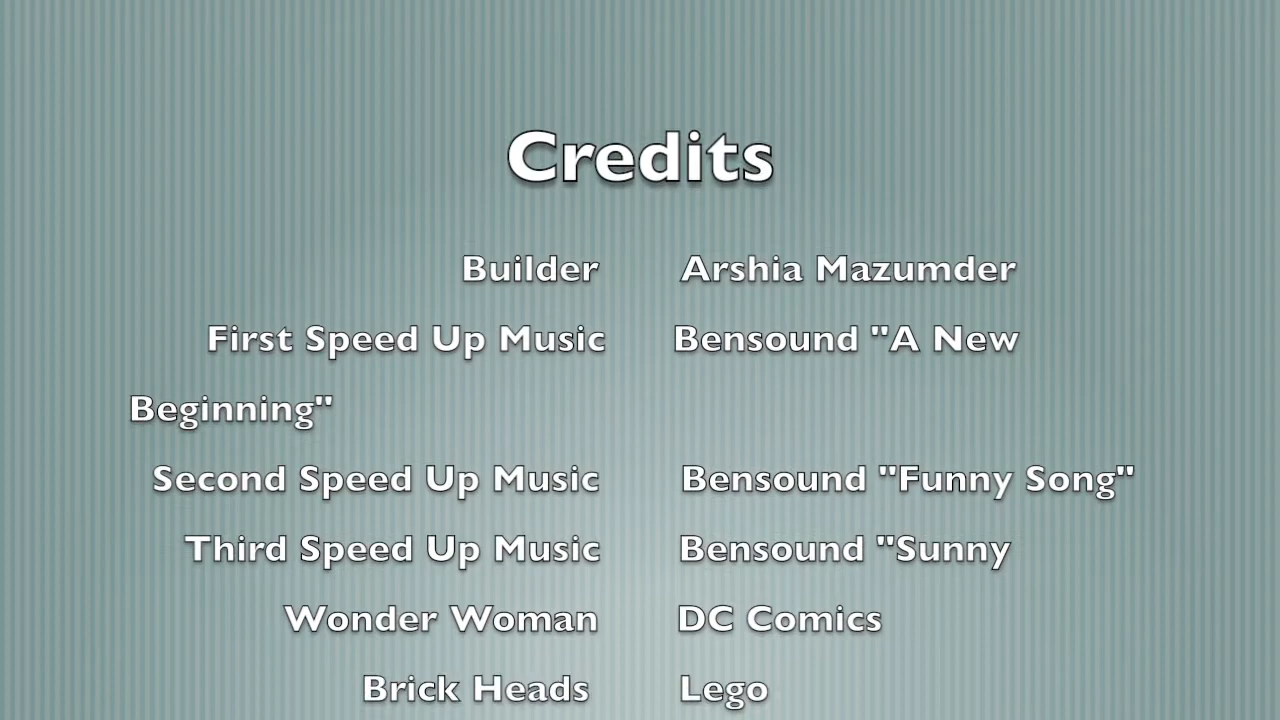 Credits
Builder Arshia Mazumder
First Speed Up Music Bensound "A New
Beginning"
Second Speed Up Music Bensound "Funny Song"
Third Speed Up Music Bensound "Sunny
Wonder Woman DC Comics
Brick Heads Lego